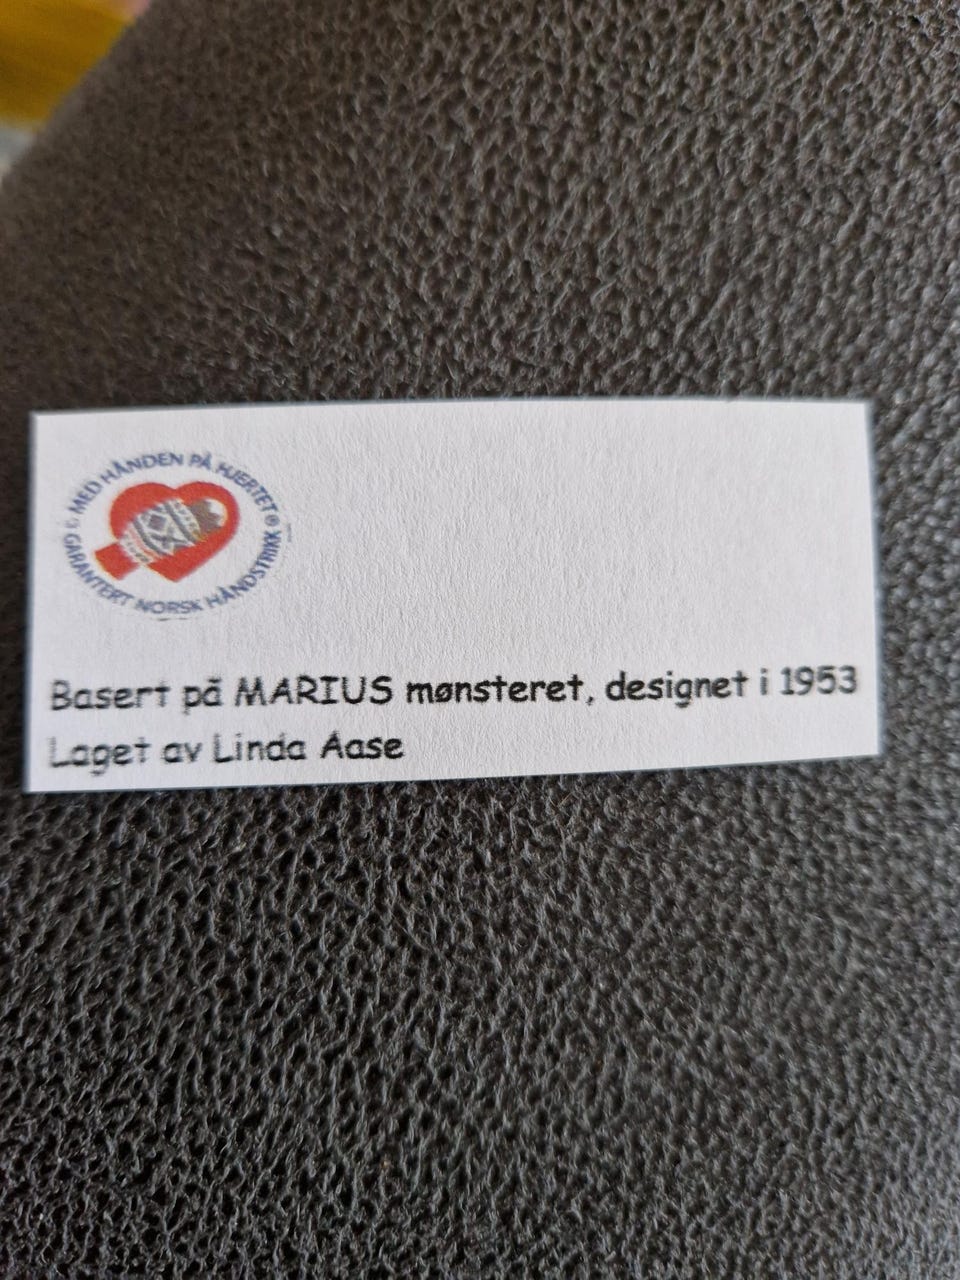 MED HÅNDEN PÅ HJERTET ®
GARANTERT NORSK HÅNDSTRIKK
Basert på MARIUS mønsteret, designet i 1953
Laget av Linda Aase